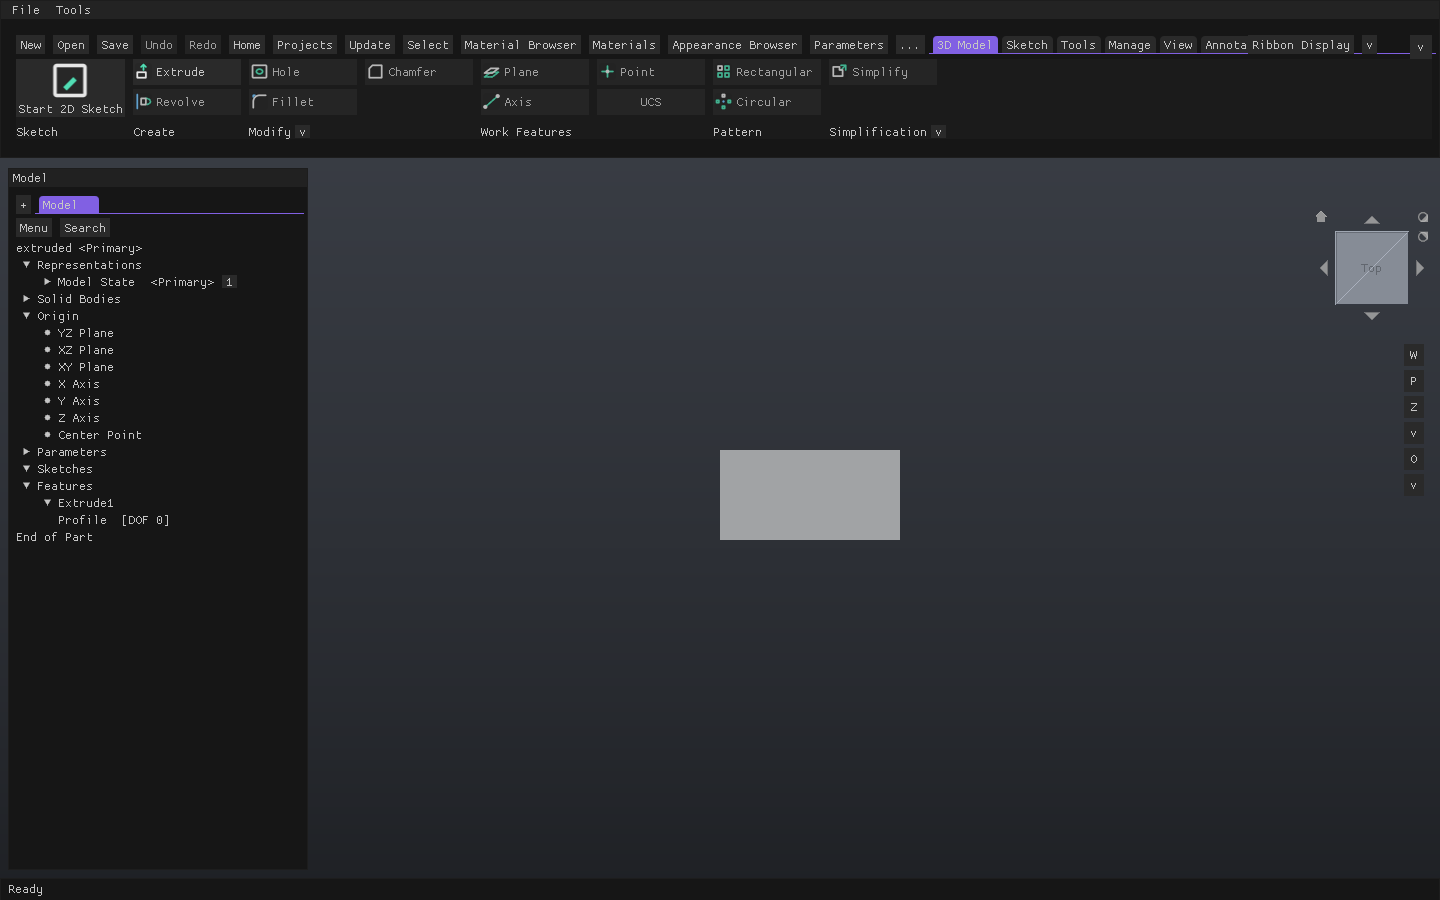 File Tools
New Open Save Undo Redo Home Projects Update Select Material Browser Materials Appearance Browser Parameters ... 3D Model Sketch Tools Manage View Annota Ribbon Display v v
Start 2D Sketch
Extrude Hole Chamfer Plane Point Rectangular Simplify
Revolve Fillet Axis UCS Circular
Sketch Create Modify v Work Features Pattern Simplification v
Model
+ Model
Menu Search
extruded <Primary>
Representations
Model State <Primary> 1
Solid Bodies
Origin
YZ Plane
XZ Plane
XY Plane
X Axis
Y Axis
Z Axis
Center Point
Parameters
Sketches
Features
Extrude1
Profile [DOF 0]
End of Part
Top
W
P
Z
v
O
v
Ready